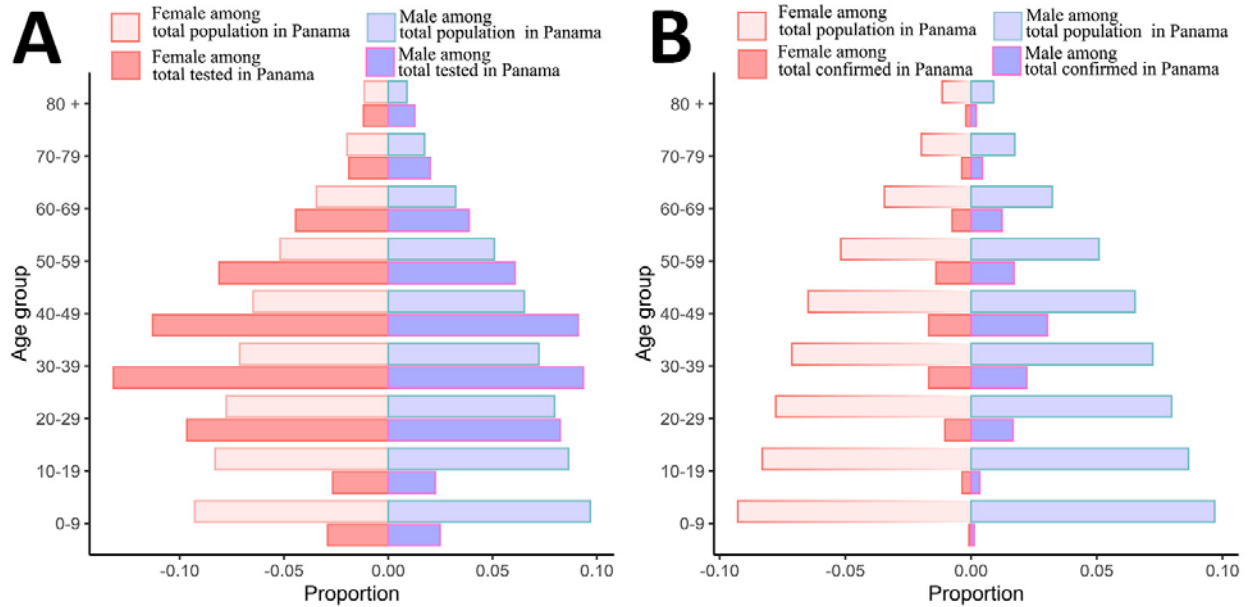 A
Female among
total population in Panama
Male among
total population in Panama
Female among
total tested in Panama
Male among
total tested in Panama
Age group
80 +
70-79
60-69
50-59
40-49
30-39
20-29
10-19
0-9
-0.10
-0.05
0.00
0.05
0.10
Proportion
B
Female among
total population in Panama
Male among
total population in Panama
Female among
total confirmed in Panama
Male among
total confirmed in Panama
Age group
80 +
70-79
60-69
50-59
40-49
30-39
20-29
10-19
0-9
-0.10
-0.05
0.00
0.05
0.10
Proportion